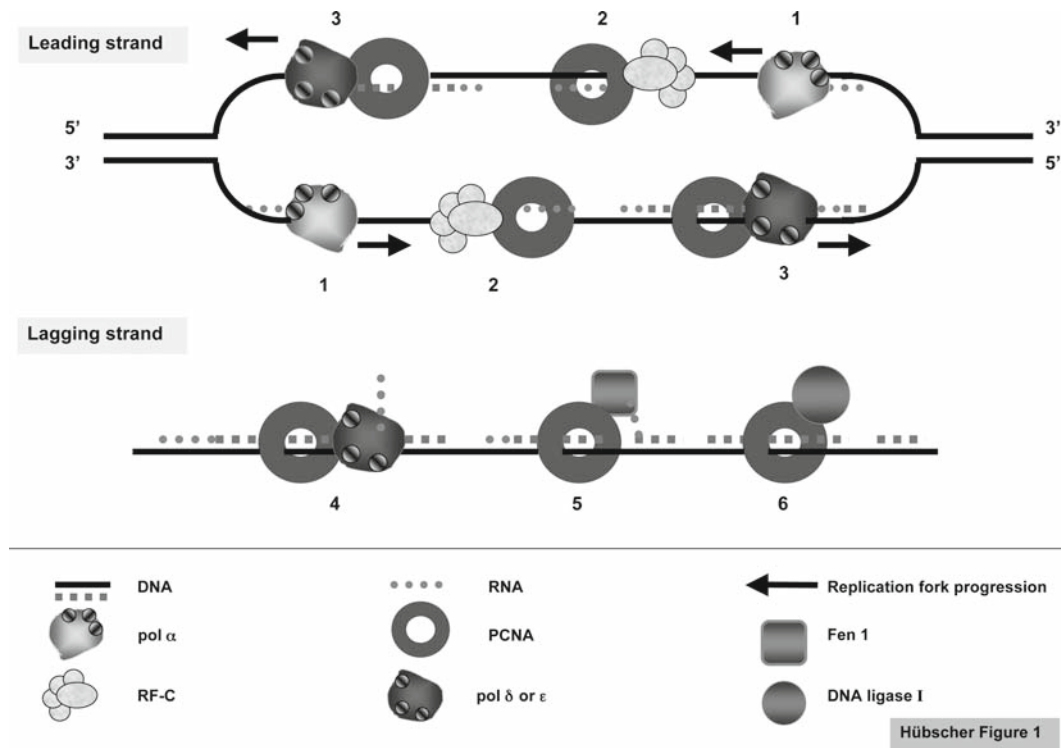 3 2 1
Leading strand
5' 3'
3' 5'
1 2 3
Lagging strand
4 5 6
DNA RNA Replication fork progression
pol α PCNA Fen 1
RF-C pol δ or ε DNA ligase I
Hübscher Figure 1